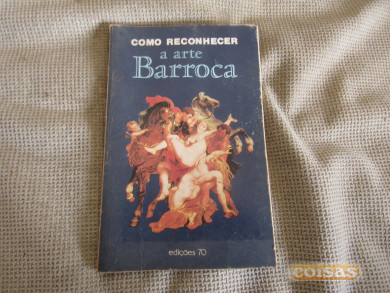 COMO RECONHECER
a arte
Barroca
edições 70
coisas